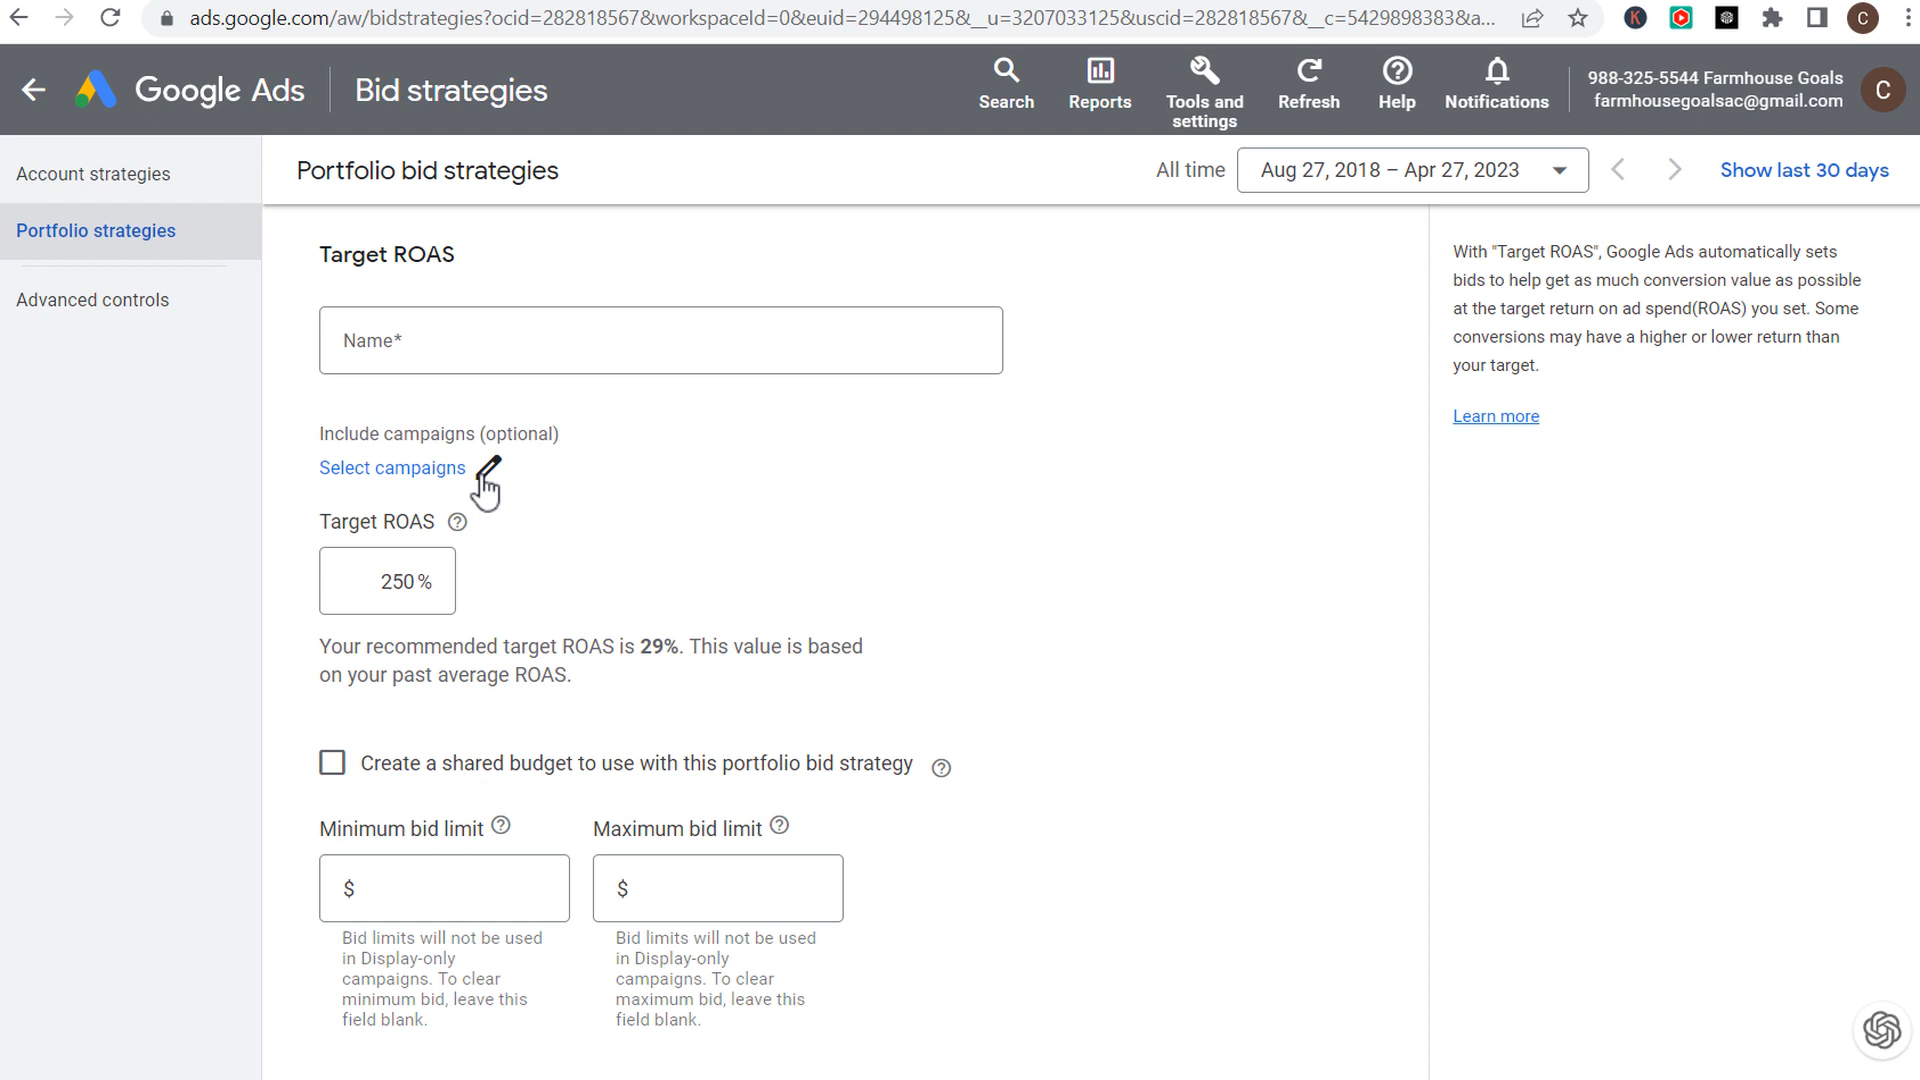 ads.google.com/aw/bidstrategies?ocid=282818567&workspaceId=0&euid=294498125&__u=3207033125&uscid=282818567&__c=5429898383&a...
K
C
Google Ads
Bid strategies
Search
Reports
Tools and
settings
Refresh
Help
Notifications
988-325-5544 Farmhouse Goals
farmhousegoalsac@gmail.com
C
Account strategies
Portfolio strategies
Advanced controls
Portfolio bid strategies
All time
Aug 27, 2018 – Apr 27, 2023
Show last 30 days
Target ROAS
Name*
Include campaigns (optional)
Select campaigns
Target ROAS
250 %
Your recommended target ROAS is 29%. This value is based
on your past average ROAS.
Create a shared budget to use with this portfolio bid strategy
Minimum bid limit
$
Bid limits will not be used
in Display-only
campaigns. To clear
minimum bid, leave this
field blank.
Maximum bid limit
$
Bid limits will not be used
in Display-only
campaigns. To clear
maximum bid, leave this
field blank.
With "Target ROAS", Google Ads automatically sets
bids to help get as much conversion value as possible
at the target return on ad spend(ROAS) you set. Some
conversions may have a higher or lower return than
your target.
Learn more